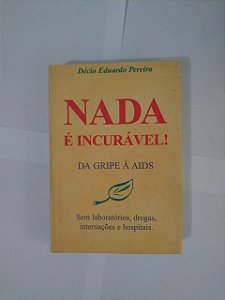 Décio Eduardo Pereira
NADA
É INCURÁVEL!
DA GRIPE À AIDS
Sem laboratórios, drogas,
internações e hospitais.